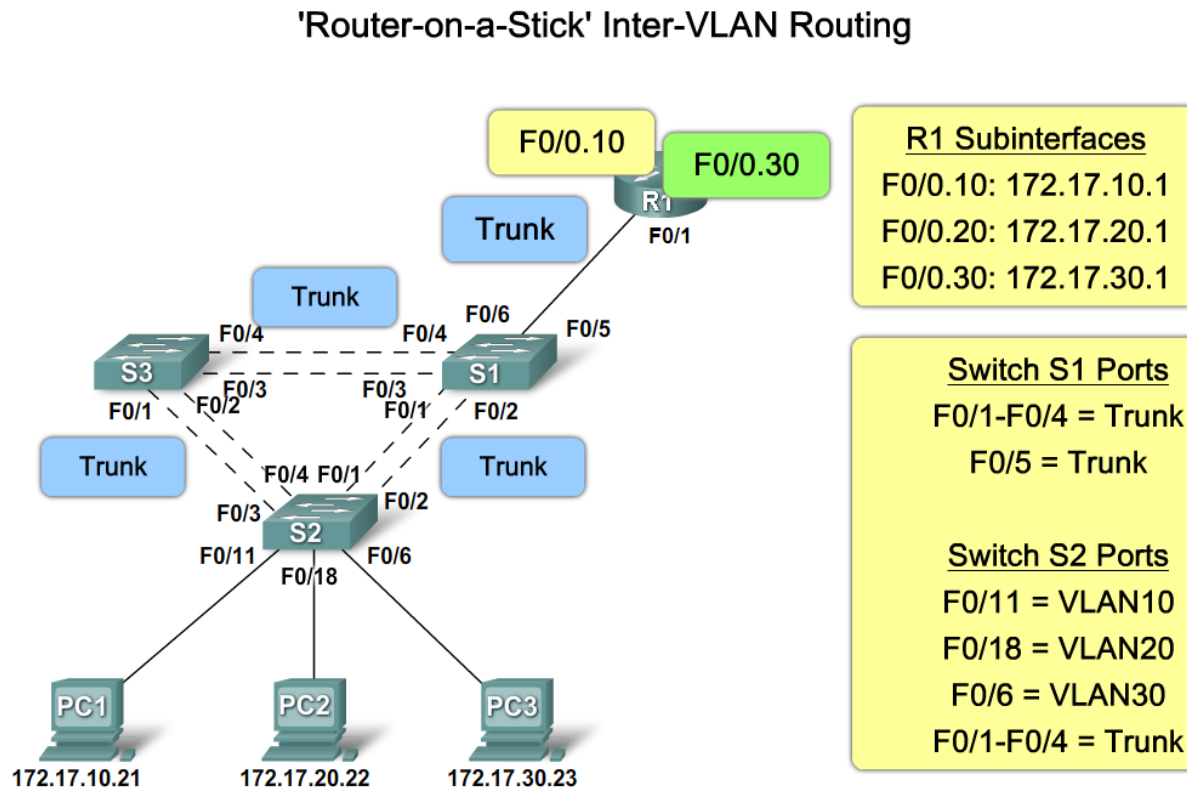 'Router-on-a-Stick' Inter-VLAN Routing
F0/0.10
F0/0.30
R1
F0/1
Trunk
Trunk
F0/6
F0/5
F0/4
F0/4
S3
S1
F0/3
F0/3
F0/1
F0/2
F0/1
F0/2
Trunk
Trunk
F0/4
F0/1
F0/2
F0/3
S2
F0/11
F0/18
F0/6
PC1
PC2
PC3
172.17.10.21
172.17.20.22
172.17.30.23
R1 Subinterfaces
F0/0.10: 172.17.10.1
F0/0.20: 172.17.20.1
F0/0.30: 172.17.30.1
Switch S1 Ports
F0/1-F0/4 = Trunk
F0/5 = Trunk
Switch S2 Ports
F0/11 = VLAN10
F0/18 = VLAN20
F0/6 = VLAN30
F0/1-F0/4 = Trunk